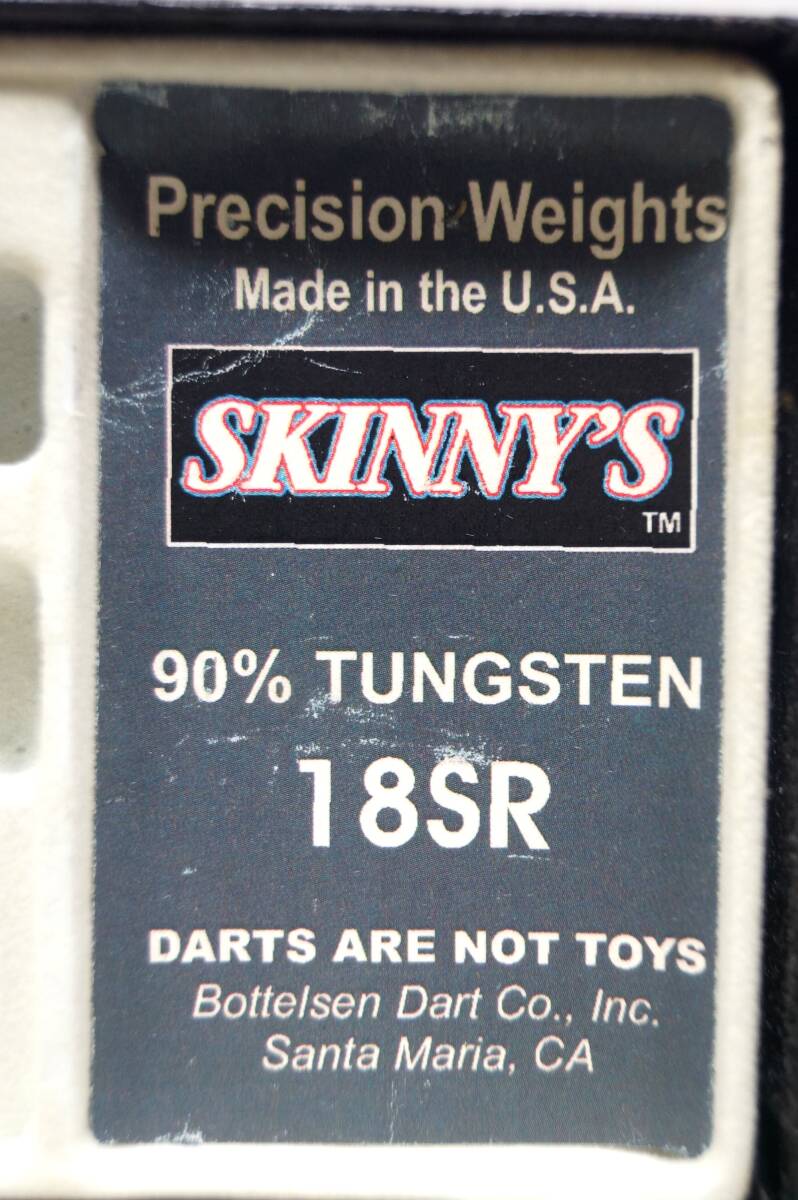 Precision Weights
Made in the U.S.A.
SKINNY'S
TM
90% TUNGSTEN
18SR
DARTS ARE NOT TOYS
Bottelsen Dart Co., Inc.
Santa Maria, CA